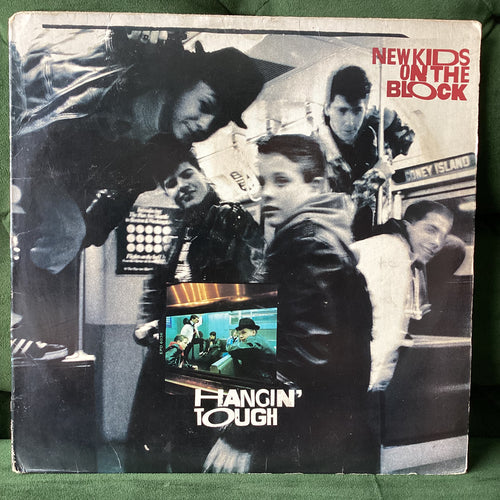 NEW KIDS
ON THE
BLOCK
CONEY ISLAND
HANGIN'
TOUGH